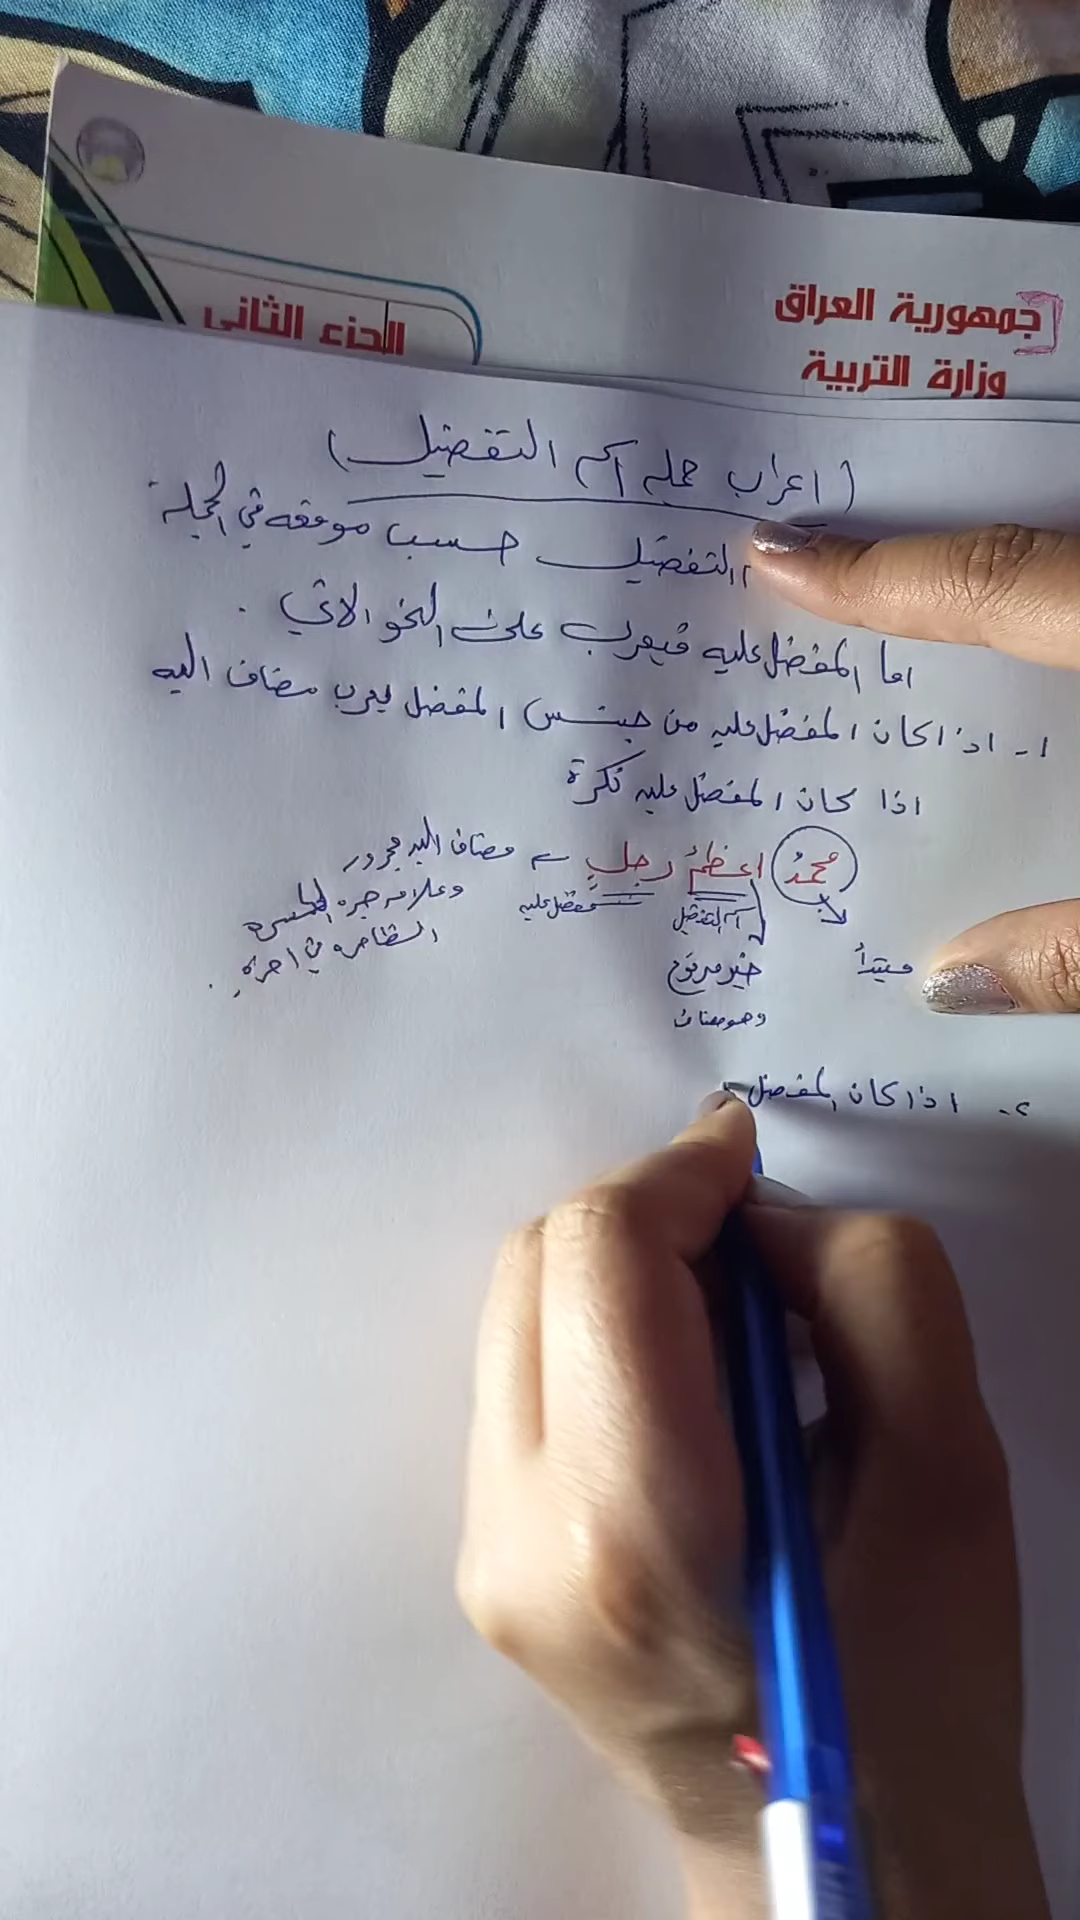 جمهورية العراق
وزارة التربية
الجزء الثاني
(اعراب جملة اسم التفضيل)
التفضيل حسب موقعه في الجملة
اما المفضل عليه فيعرب على النحو الاتي .
١- اذا كان المفضل عليه من جنس المفضل يعرب مضاف اليه
اذا كان المفضل عليه نكرة
محمدُ اعظمُ رجلٍ
مضاف اليه مجرور
وعلامه جره الكسره
الظاهره في اخره .
مفضل عليه
اسم التفضيل
مبتدأ
خبر مرفوع
وهو مضاف
٢- اذا كان المفضل